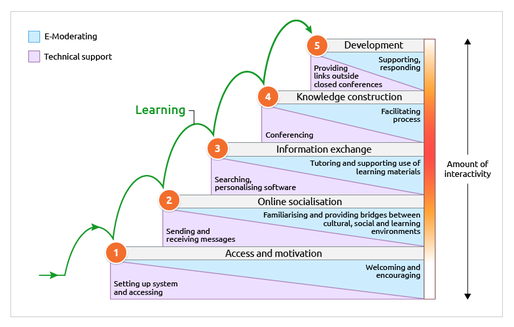 E-Moderating
Technical support
Learning
5
Development
Supporting,
responding
Providing
links outside
closed conferences
4
Knowledge construction
Facilitating
process
Conferencing
3
Information exchange
Tutoring and supporting use of
learning materials
Searching,
personalising software
2
Online socialisation
Familiarising and providing bridges between
cultural, social and learning
environments
Sending and
receiving messages
1
Access and motivation
Welcoming and
encouraging
Setting up system
and accessing
Amount of
interactivity